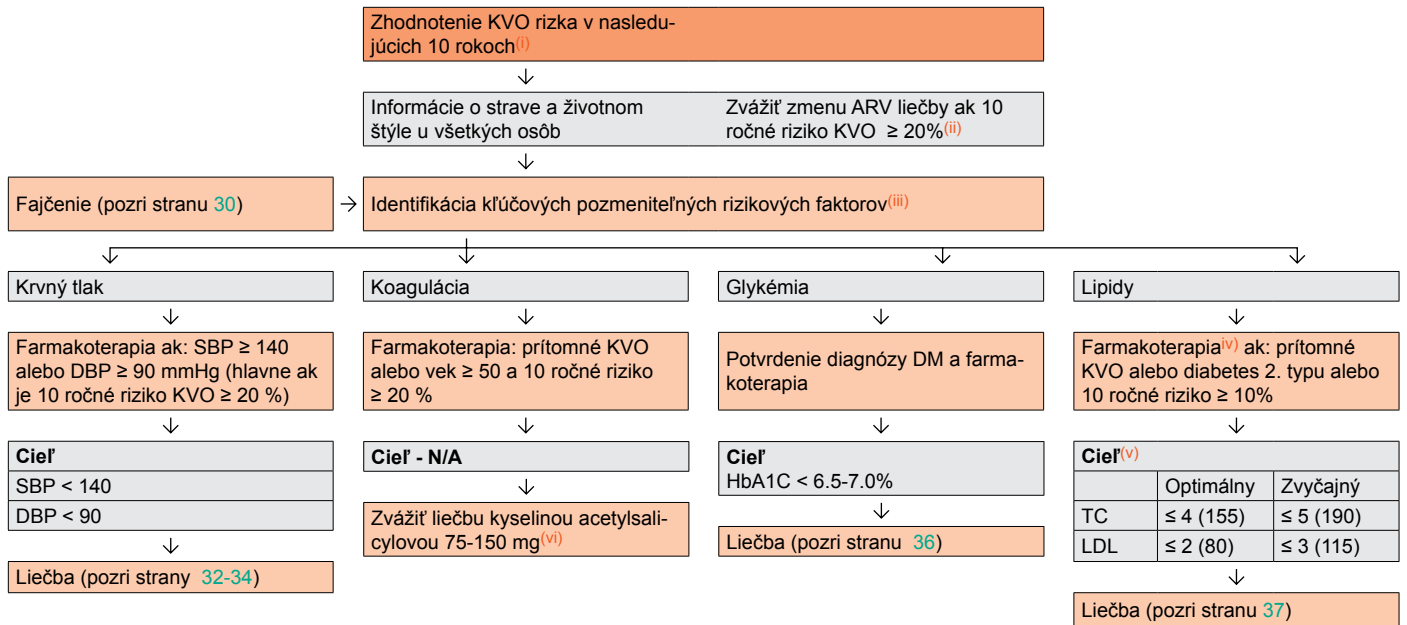 Zhodnotenie KVO rizka v nasledu-
júcich 10 rokoch(i)
Informácie o strave a životnom
štýle u všetkých osôb
Zvážiť zmenu ARV liečby ak 10
ročné riziko KVO ≥ 20%(ii)
Fajčenie (pozri stranu 30)
Identifikácia kľúčových pozmeniteľných rizikových faktorov(iii)
Krvný tlak
Farmakoterapia ak: SBP ≥ 140
alebo DBP ≥ 90 mmHg (hlavne ak
je 10 ročné riziko KVO ≥ 20 %)
Cieľ
SBP < 140
DBP < 90
Liečba (pozri strany 32-34)
Koagulácia
Farmakoterapia: prítomné KVO
alebo vek ≥ 50 a 10 ročné riziko
≥ 20 %
Cieľ - N/A
Zvážiť liečbu kyselinou acetylsali-
cylovou 75-150 mg(vi)
Glykémia
Potvrdenie diagnózy DM a farma-
koterapia
Cieľ
HbA1C < 6.5-7.0%
Liečba (pozri stranu 36)
Lipidy
Farmakoterapiaiv) ak: prítomné
KVO alebo diabetes 2. typu alebo
10 ročné riziko ≥ 10%
Cieľ(v)
Optimálny Zvyčajný
TC ≤ 4 (155) ≤ 5 (190)
LDL ≤ 2 (80) ≤ 3 (115)
Liečba (pozri stranu 37)